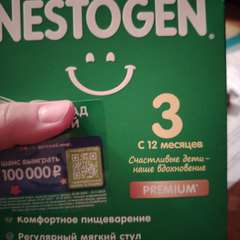 NESTOGEN®
3
С 12 месяцев
Счастливые дети –
наше вдохновение
PREMIUM
шанс выиграть
100 000 ₽
Комфортное пищеварение
Регулярный мягкий стул